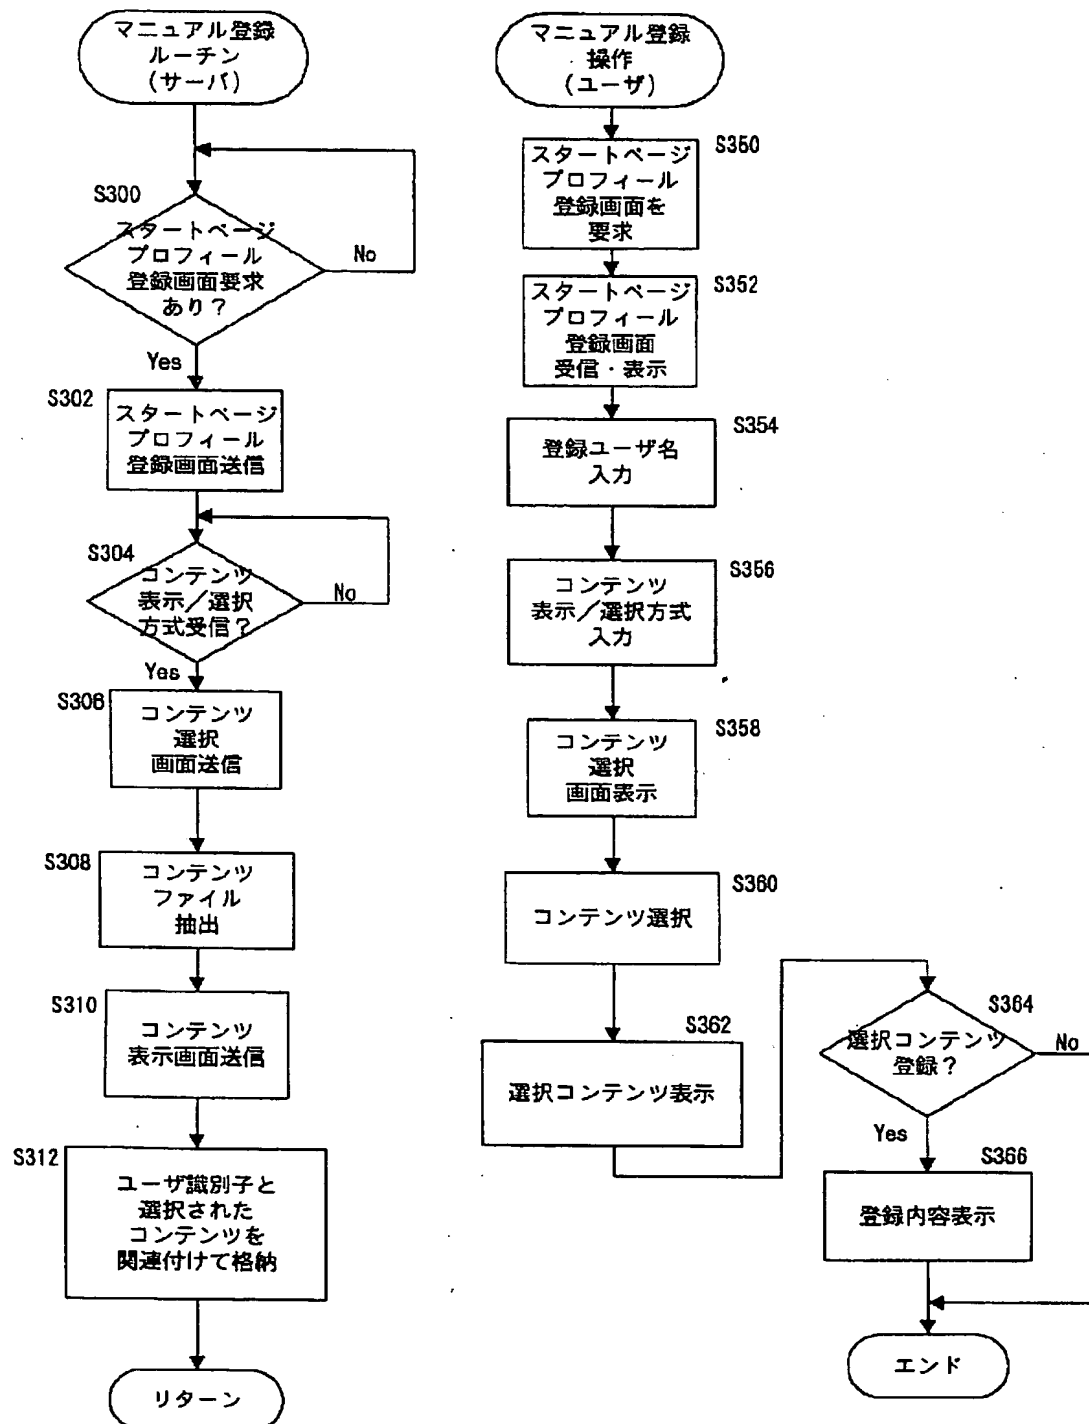 マニュアル登録
ルーチン
(サーバ)
S300
スタートページ
プロフィール
登録画面要求
あり?
No
Yes
S302
スタートページ
プロフィール
登録画面送信
S304
コンテンツ
表示/選択
方式受信?
No
Yes
S306
コンテンツ
選択
画面送信
S308
コンテンツ
ファイル
抽出
S310
コンテンツ
表示画面送信
S312
ユーザ識別子と
選択された
コンテンツを
関連付けて格納
リターン
マニュアル登録
操作
(ユーザ)
S350
スタートページ
プロフィール
登録画面を
要求
S352
スタートページ
プロフィール
登録画面
受信・表示
S354
登録ユーザ名
入力
S356
コンテンツ
表示/選択方式
入力
S358
コンテンツ
選択
画面表示
S360
コンテンツ選択
S362
選択コンテンツ表示
S364
選択コンテンツ
登録?
No
Yes
S366
登録内容表示
エンド